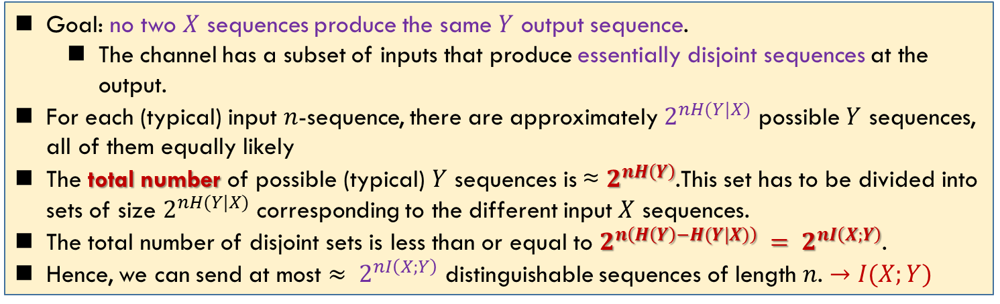 ■ Goal: no two 𝑋 sequences produce the same 𝑌 output sequence.
■ The channel has a subset of inputs that produce essentially disjoint sequences at the
output.
■ For each (typical) input 𝑛-sequence, there are approximately 2^{𝑛𝐻(𝑌|𝑋)} possible 𝑌 sequences,
all of them equally likely
■ The total number of possible (typical) 𝑌 sequences is ≈ 2^{𝑛𝐻(𝑌)}.This set has to be divided into
sets of size 2^{𝑛𝐻(𝑌|𝑋)} corresponding to the different input 𝑋 sequences.
■ The total number of disjoint sets is less than or equal to 2^{𝑛(𝐻(𝑌)−𝐻(𝑌|𝑋))} = 2^{𝑛𝐼(𝑋;𝑌)}.
■ Hence, we can send at most ≈ 2^{𝑛𝐼(𝑋;𝑌)} distinguishable sequences of length 𝑛. → 𝐼(𝑋; 𝑌)